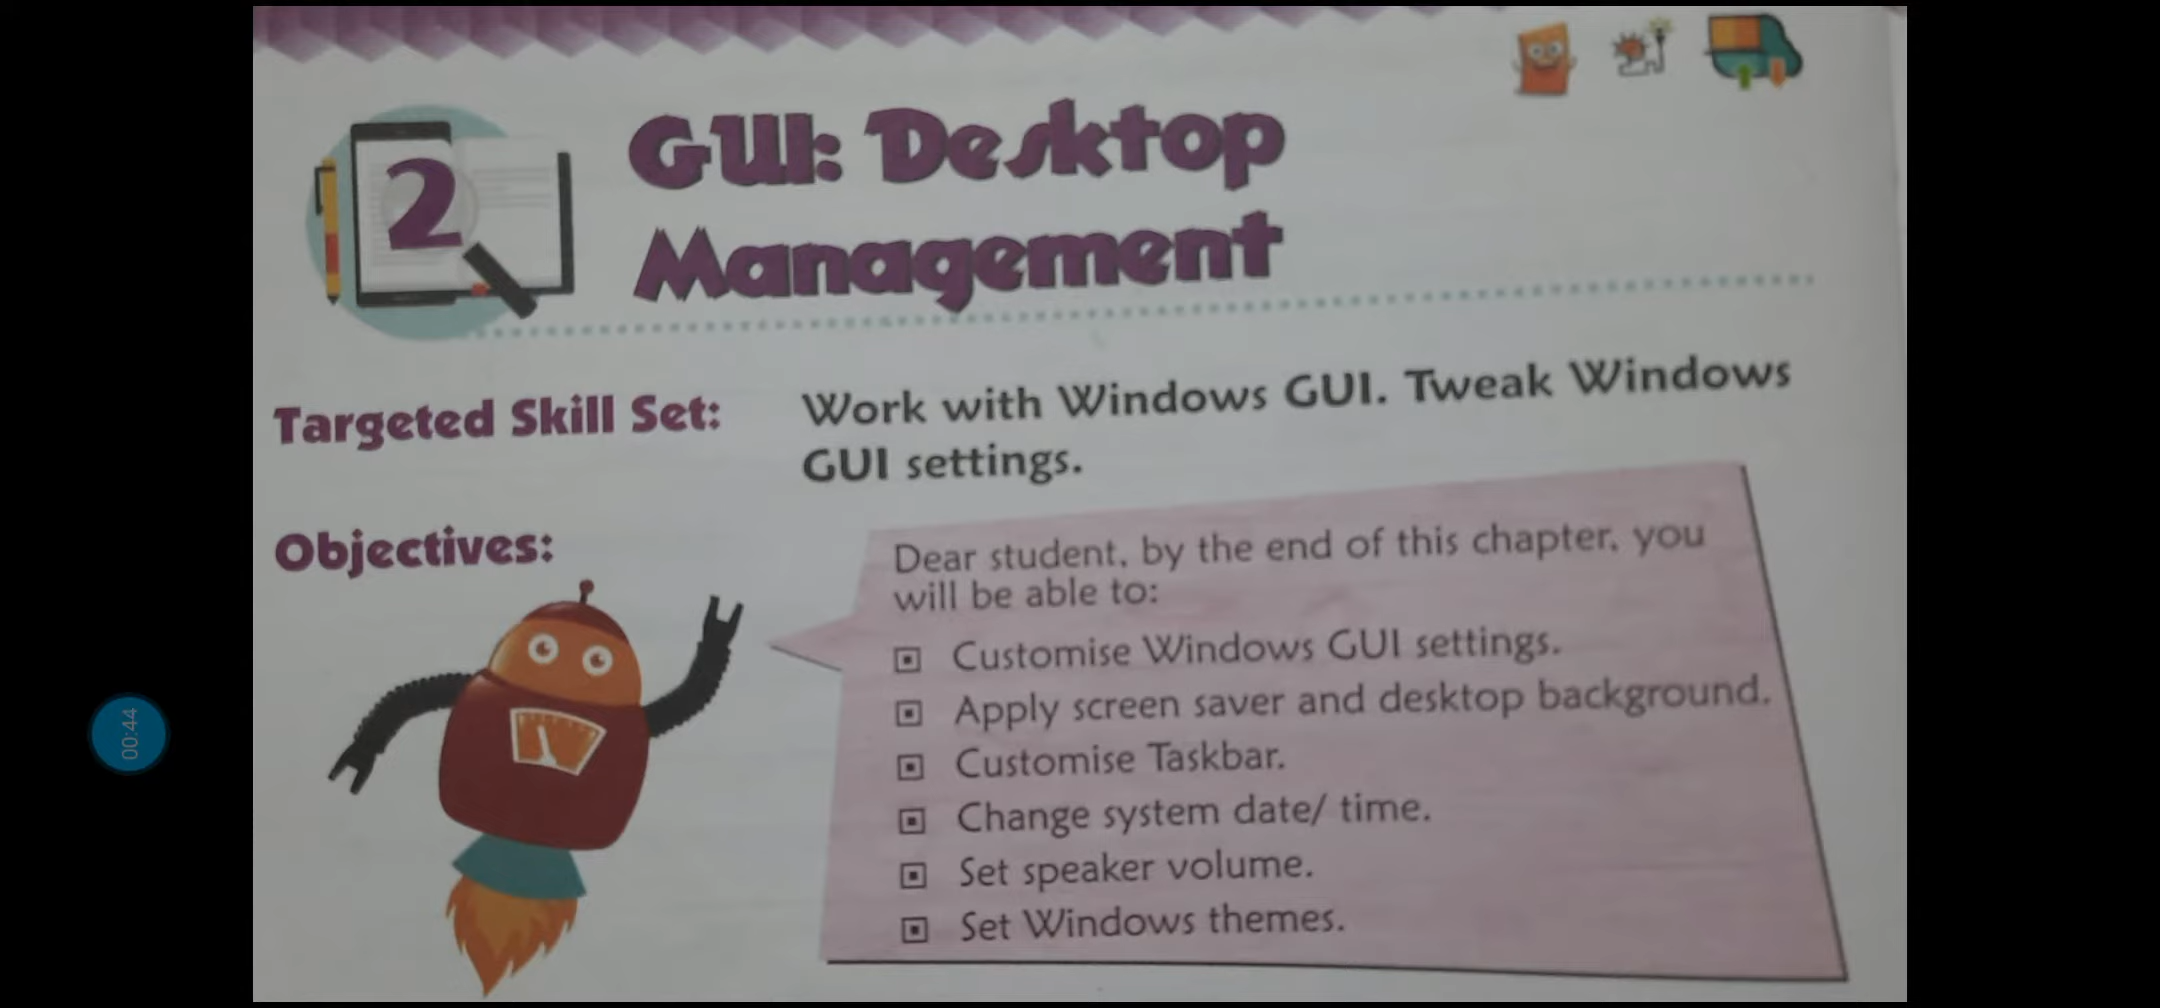 2
GUI: Desktop
Management
Targeted Skill Set:
Work with Windows GUI. Tweak Windows
GUI settings.
Objectives:
Dear student, by the end of this chapter, you
will be able to:
Customise Windows GUI settings.
Apply screen saver and desktop background.
Customise Taskbar.
Change system date/ time.
Set speaker volume.
Set Windows themes.
00:44